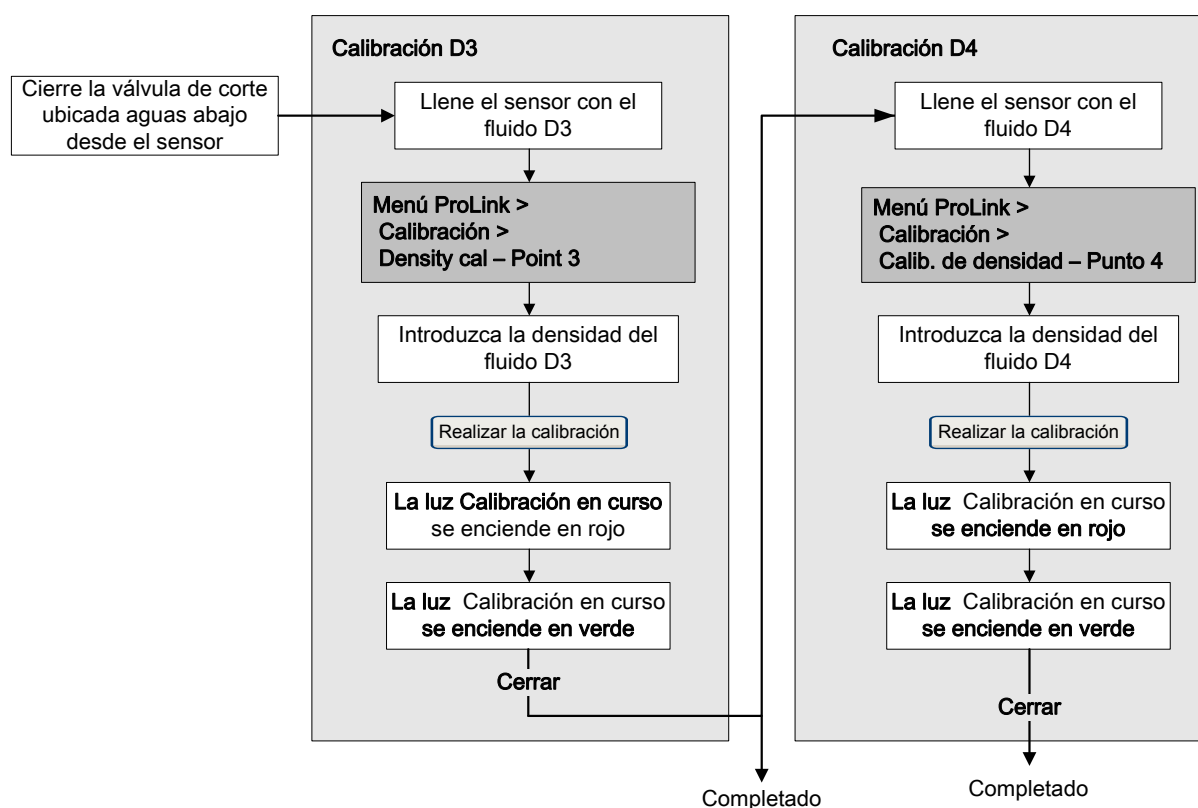 Cierre la válvula de corte
ubicada aguas abajo
desde el sensor
Calibración D3
Llene el sensor con el
fluido D3
Menú ProLink >
Calibración >
Density cal – Point 3
Introduzca la densidad del
fluido D3
Realizar la calibración
La luz Calibración en curso
se enciende en rojo
La luz Calibración en curso
se enciende en verde
Cerrar
Completado
Calibración D4
Llene el sensor con el
fluido D4
Menú ProLink >
Calibración >
Calib. de densidad – Punto 4
Introduzca la densidad del
fluido D4
Realizar la calibración
La luz Calibración en curso
se enciende en rojo
La luz Calibración en curso
se enciende en verde
Cerrar
Completado